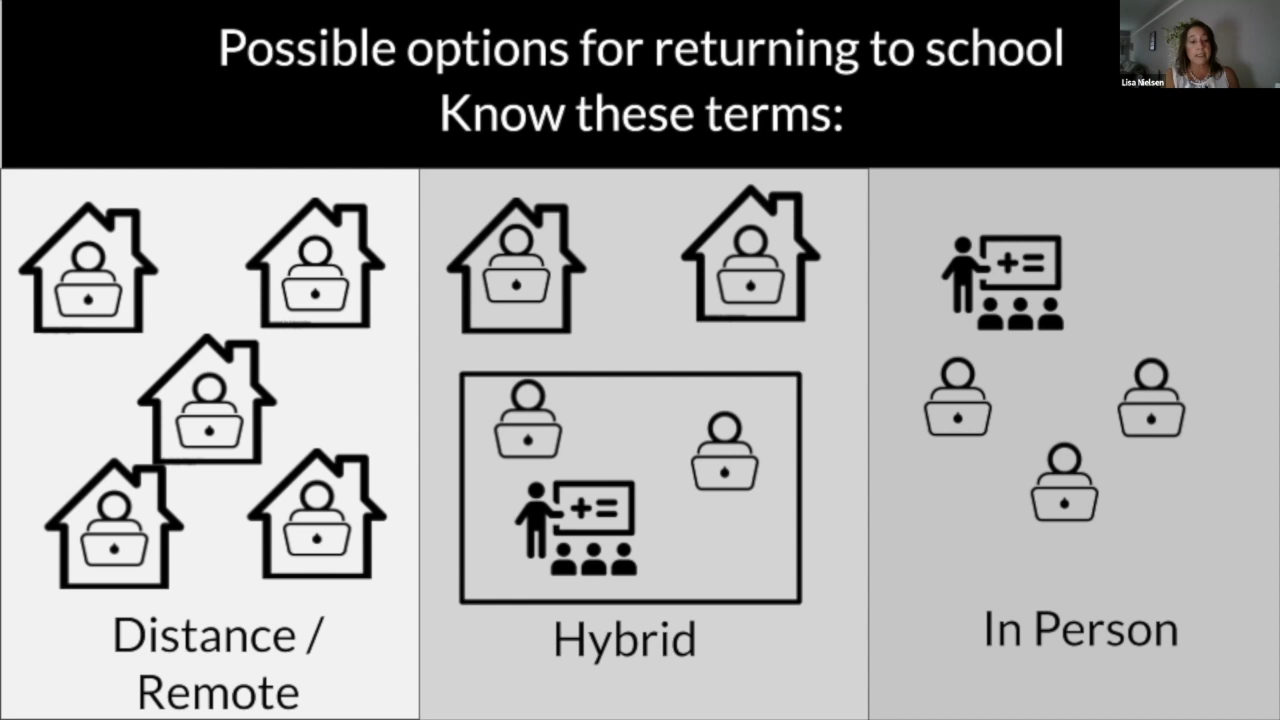 Possible options for returning to school
Know these terms:
Lisa Nielsen
+=
+=
Distance /
Remote
Hybrid
In Person